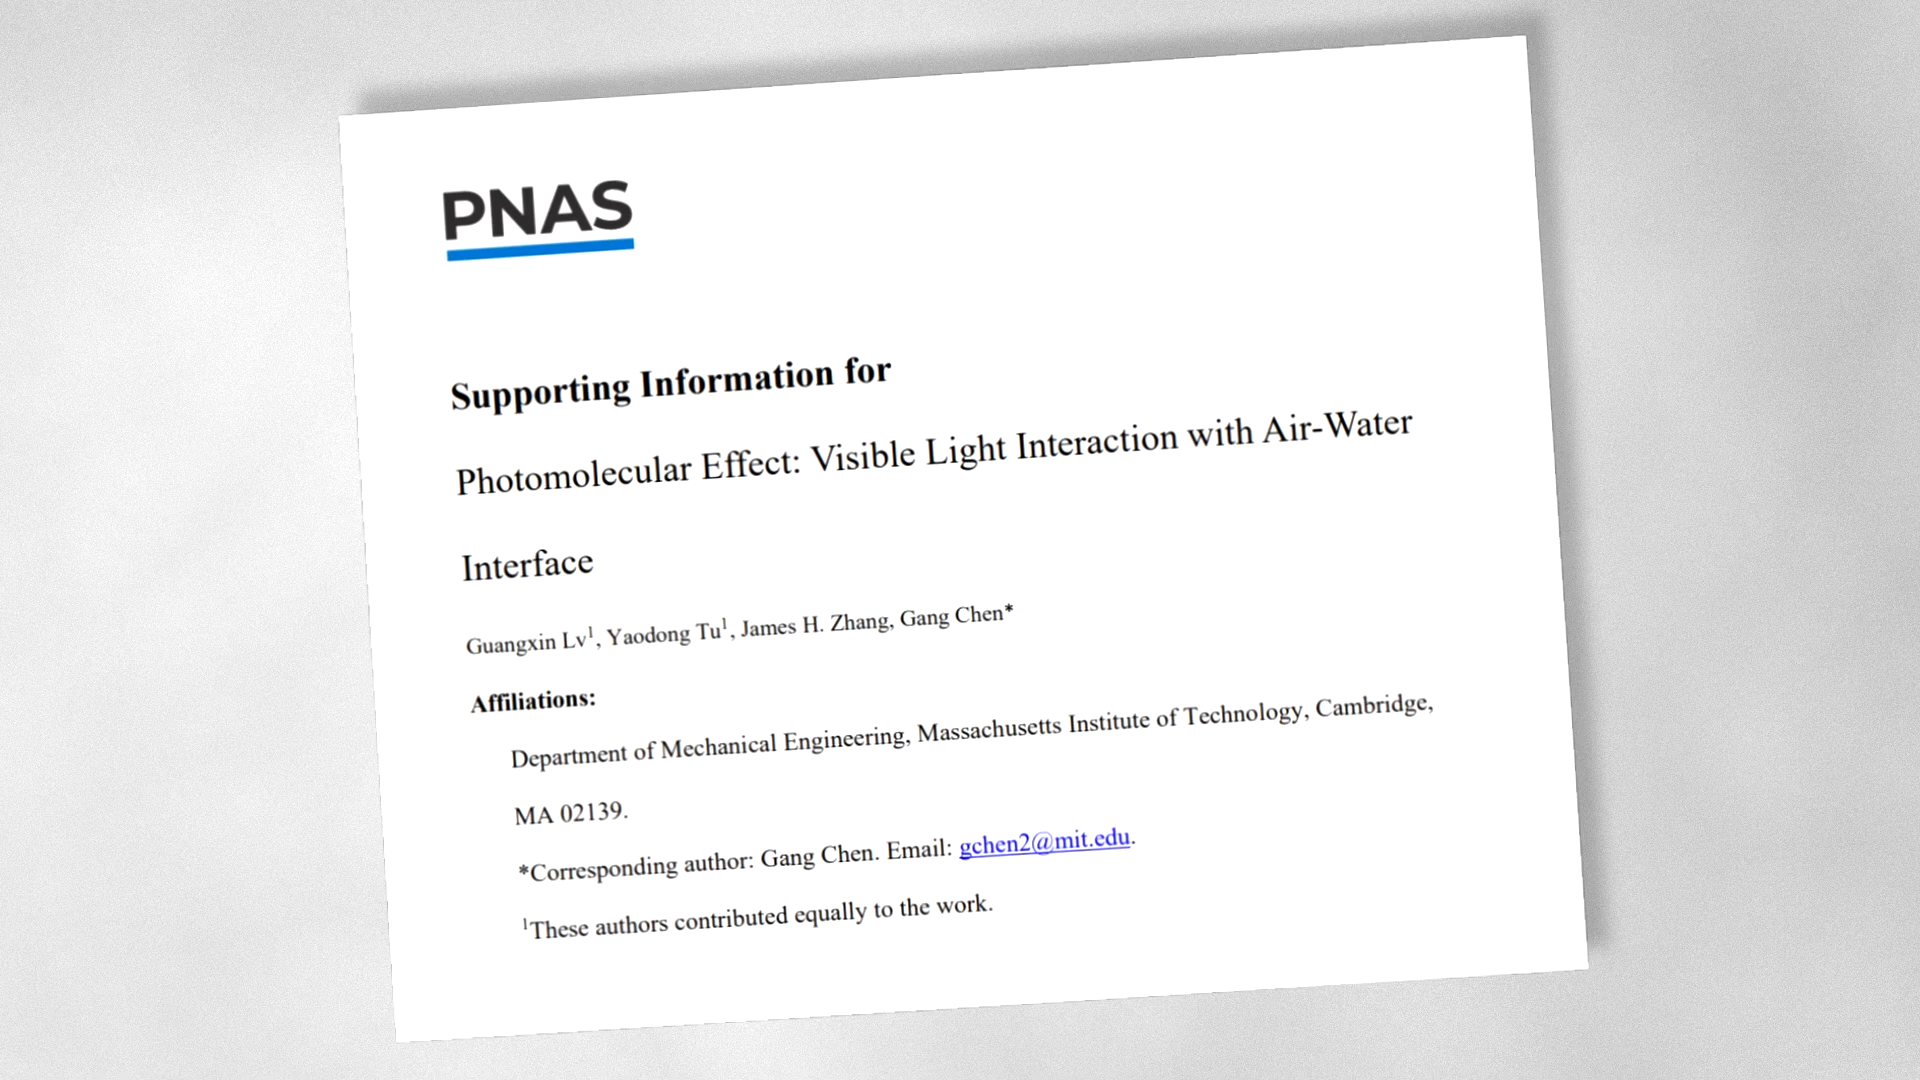 PNAS
Supporting Information for
Photomolecular Effect: Visible Light Interaction with Air-Water
Interface
Guangxin Lv¹, Yaodong Tu¹, James H. Zhang, Gang Chen*
Affiliations:
Department of Mechanical Engineering, Massachusetts Institute of Technology, Cambridge,
MA 02139.
*Corresponding author: Gang Chen. Email: gchen2@mit.edu.
¹These authors contributed equally to the work.